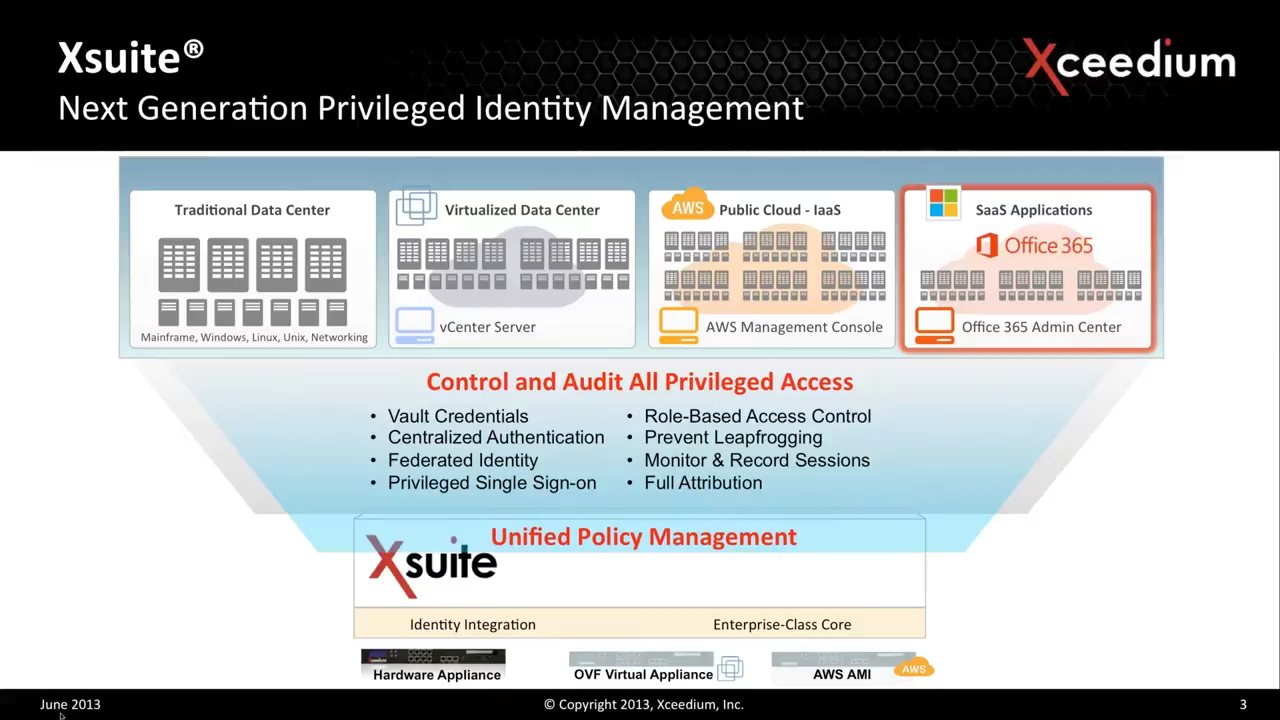 Xsuite®
Xceedium
Next Generation Privileged Identity Management
Traditional Data Center
Mainframe, Windows, Linux, Unix, Networking
Virtualized Data Center
vCenter Server
AWS
Public Cloud - IaaS
AWS Management Console
SaaS Applications
Office 365
Office 365 Admin Center
Control and Audit All Privileged Access
• Vault Credentials
• Centralized Authentication
• Federated Identity
• Privileged Single Sign-on
• Role-Based Access Control
• Prevent Leapfrogging
• Monitor & Record Sessions
• Full Attribution
Unified Policy Management
Xsuite
Identity Integration
Enterprise-Class Core
Hardware Appliance
OVF Virtual Appliance
AWS AMI
AWS
June 2013
© Copyright 2013, Xceedium, Inc.
3